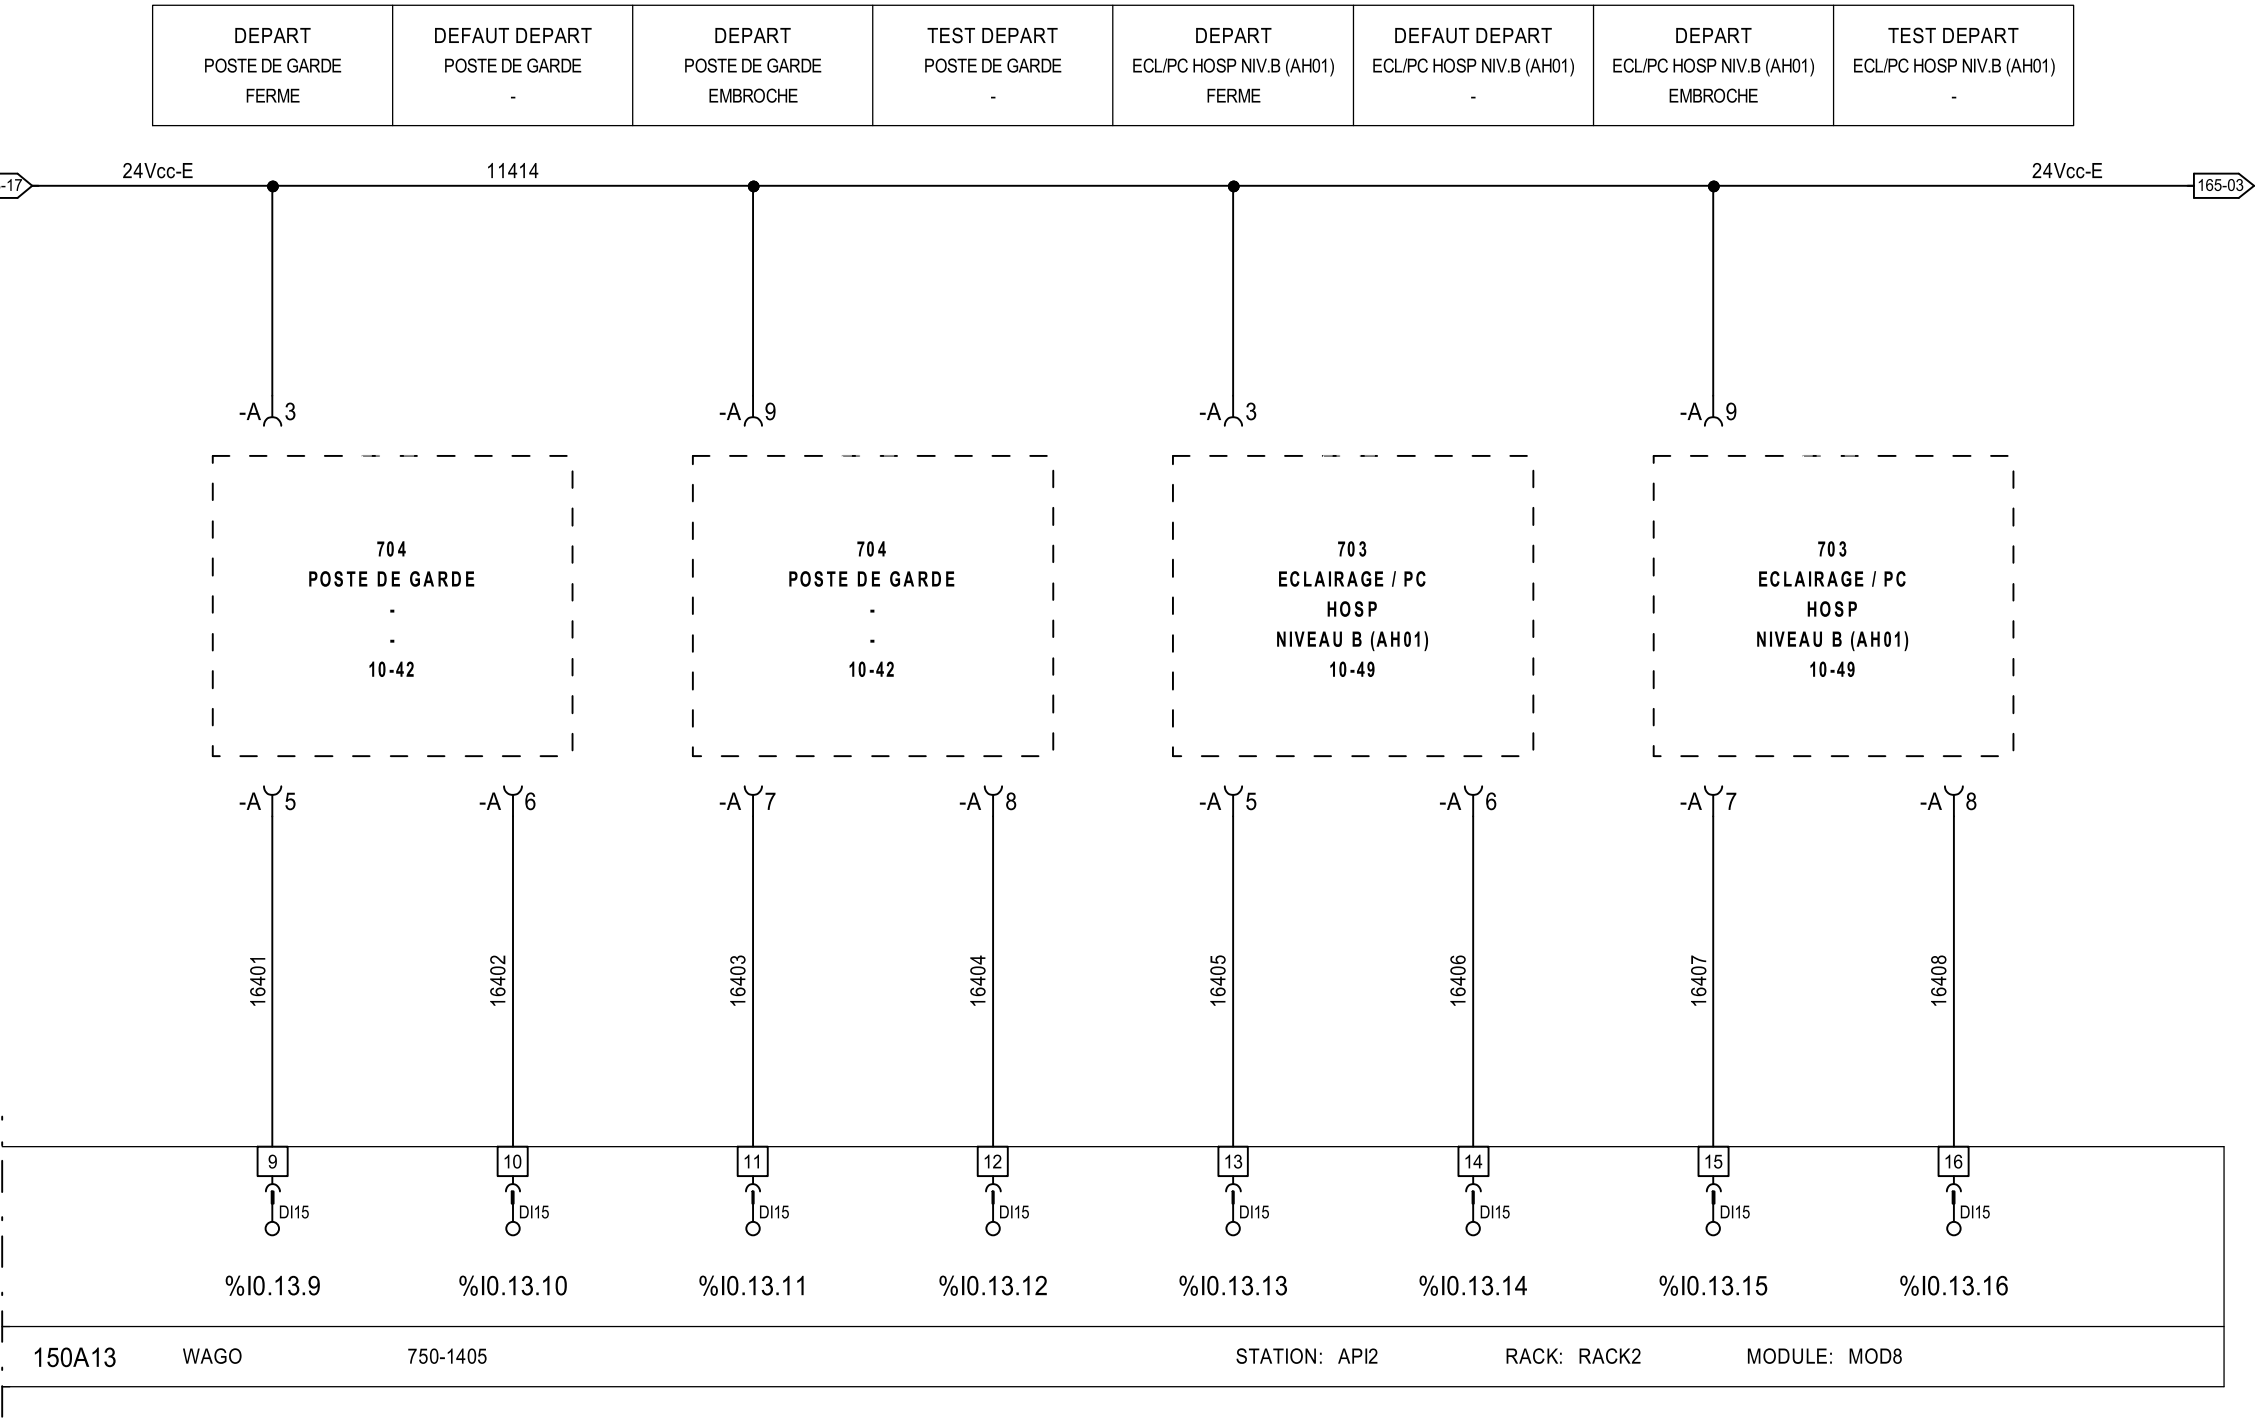 DEPART
POSTE DE GARDE
FERME
DEFAUT DEPART
POSTE DE GARDE
-
DEPART
POSTE DE GARDE
EMBROCHE
TEST DEPART
POSTE DE GARDE
-
DEPART
ECL/PC HOSP NIV.B (AH01)
FERME
DEFAUT DEPART
ECL/PC HOSP NIV.B (AH01)
-
DEPART
ECL/PC HOSP NIV.B (AH01)
EMBROCHE
TEST DEPART
ECL/PC HOSP NIV.B (AH01)
-
-17 24Vcc-E 11414 24Vcc-E 165-03
-A 3 -A 9 -A 3 -A 9
704
POSTE DE GARDE
-
-
10-42
704
POSTE DE GARDE
-
-
10-42
703
ECLAIRAGE / PC
HOSP
NIVEAU B (AH01)
10-49
703
ECLAIRAGE / PC
HOSP
NIVEAU B (AH01)
10-49
-A 5 -A 6 -A 7 -A 8 -A 5 -A 6 -A 7 -A 8
16401 16402 16403 16404 16405 16406 16407 16408
9 10 11 12 13 14 15 16
DI15 DI15 DI15 DI15 DI15 DI15 DI15 DI15
%I0.13.9 %I0.13.10 %I0.13.11 %I0.13.12 %I0.13.13 %I0.13.14 %I0.13.15 %I0.13.16
150A13 WAGO 750-1405 STATION: API2 RACK: RACK2 MODULE: MOD8